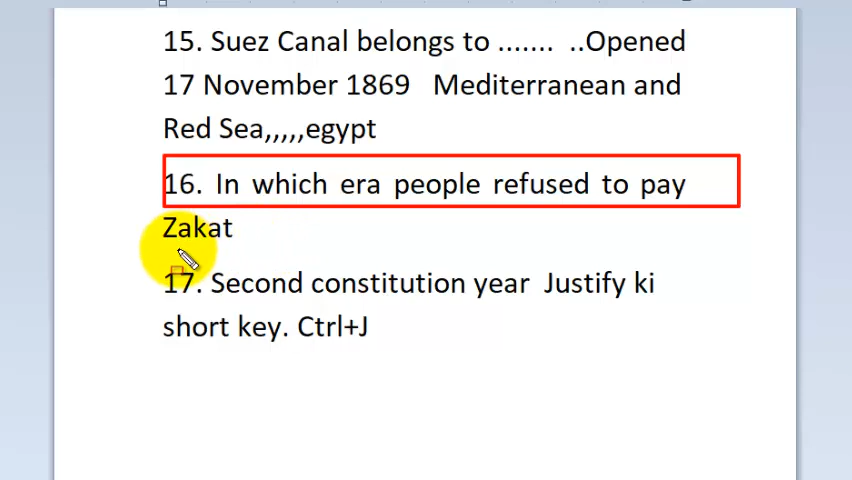 15. Suez Canal belongs to ....... ..Opened
17 November 1869 Mediterranean and
Red Sea,,,,,egypt
16. In which era people refused to pay
Zakat
17. Second constitution year Justify ki
short key. Ctrl+J